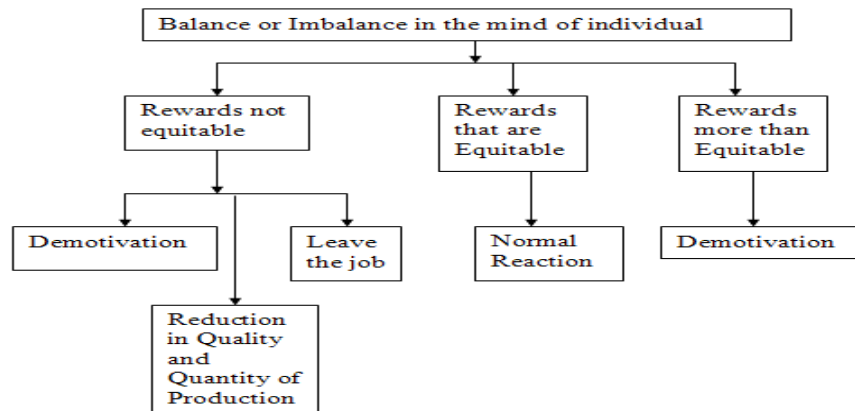 Balance or Imbalance in the mind of individual
Rewards not
equitable
Rewards
that are
Equitable
Rewards
more than
Equitable
Demotivation
Leave
the job
Normal
Reaction
Demotivation
Reduction
in Quality
and
Quantity of
Production